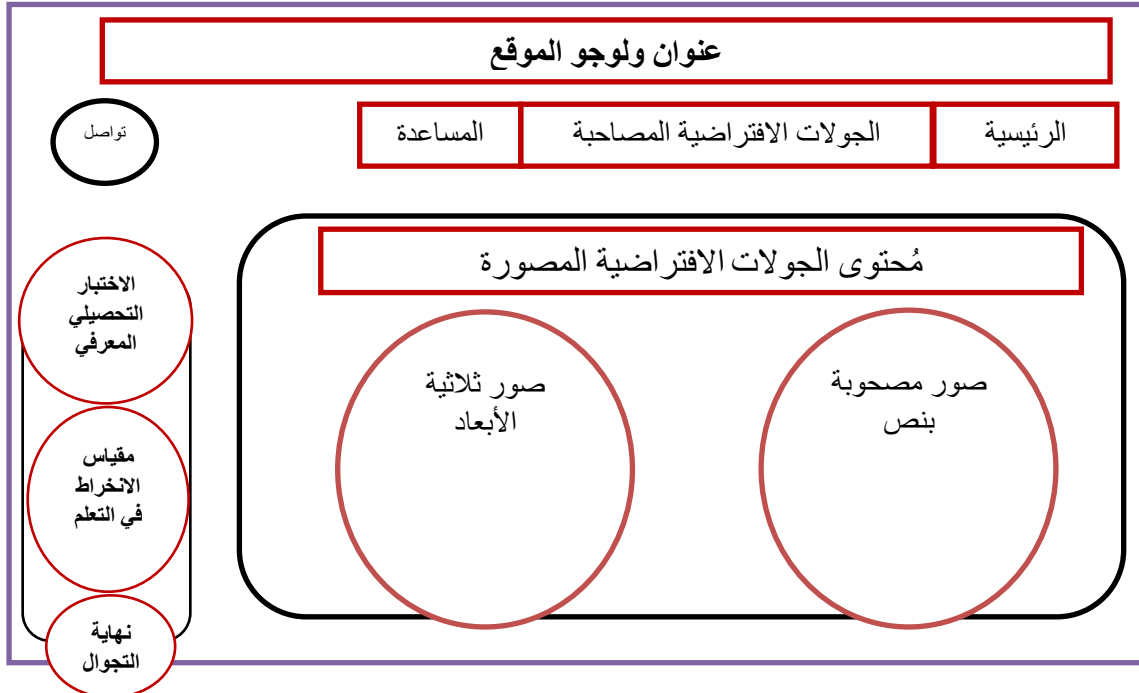 عنوان ولوجو الموقع
الرئيسية
الجولات الافتراضية المصاحبة
المساعدة
تواصل
مُحتوى الجولات الافتراضية المصورة
صور مصحوبة
بنص
صور ثلاثية
الأبعاد
الاختبار
التحصيلي
المعرفي
مقياس
الانخراط
في التعلم
نهاية
التجوال